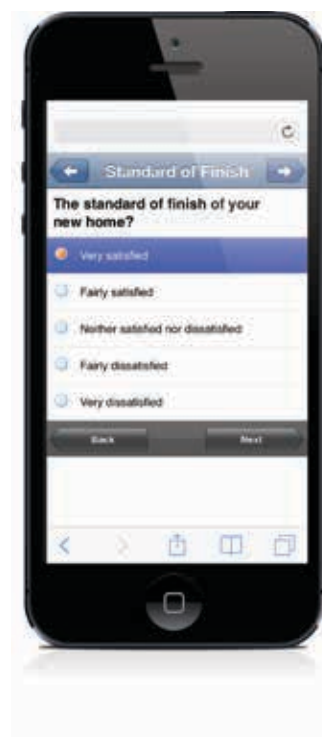 Standard of Finish
The standard of finish of your
new home?
Very satisfied
Fairly satisfied
Neither satisfied nor dissatisfied
Fairly dissatisfied
Very dissatisfied
Back Next